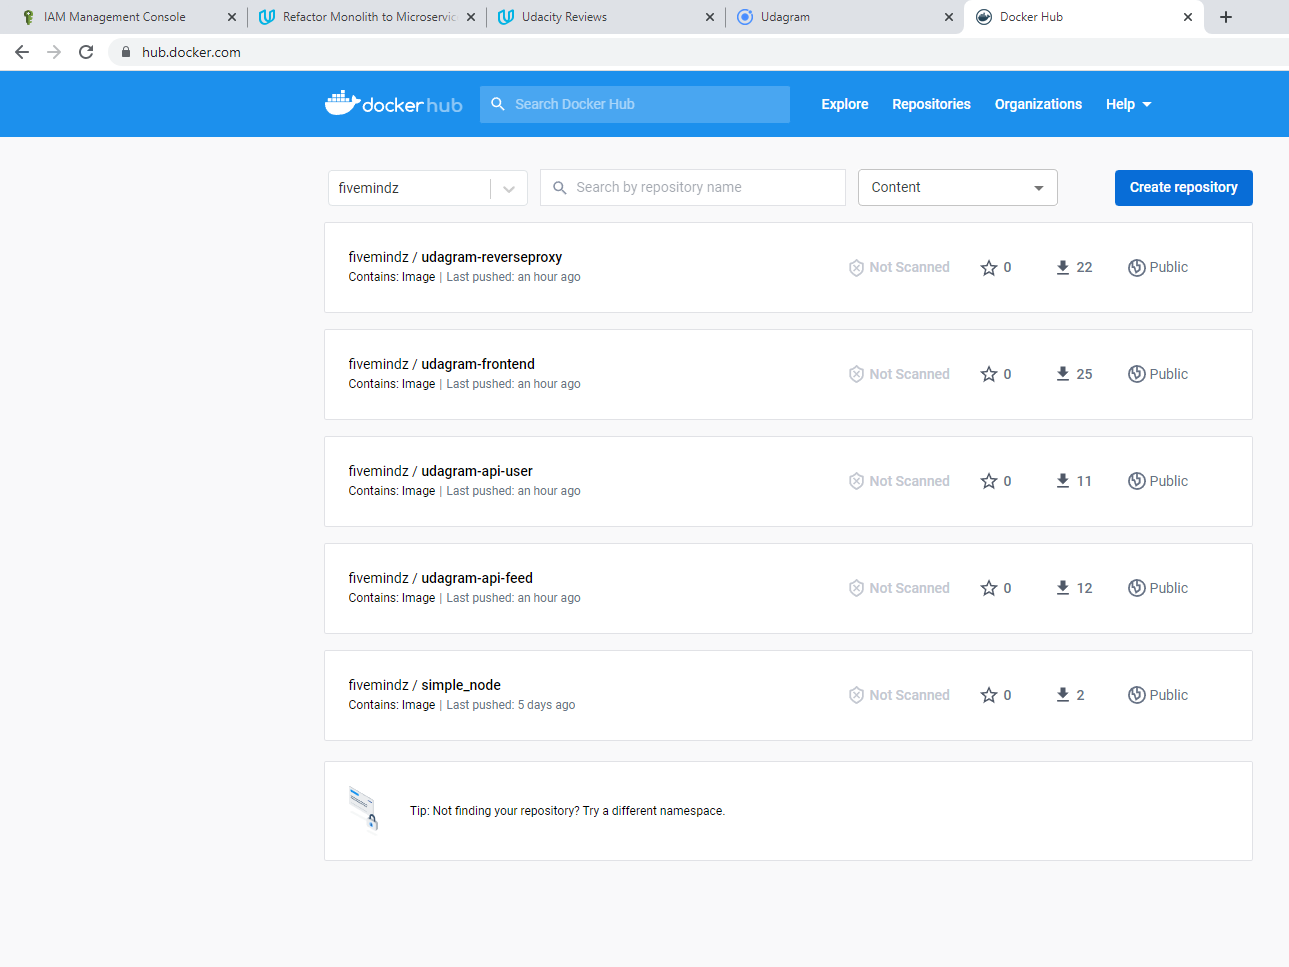 IAM Management Console
Refactor Monolith to Microservic
Udacity Reviews
Udagram
Docker Hub
hub.docker.com
docker hub
Search Docker Hub
Explore
Repositories
Organizations
Help
fivemindz
Search by repository name
Content
Create repository
fivemindz / udagram-reverseproxy
Contains: Image | Last pushed: an hour ago
Not Scanned
0
22
Public
fivemindz / udagram-frontend
Contains: Image | Last pushed: an hour ago
Not Scanned
0
25
Public
fivemindz / udagram-api-user
Contains: Image | Last pushed: an hour ago
Not Scanned
0
11
Public
fivemindz / udagram-api-feed
Contains: Image | Last pushed: an hour ago
Not Scanned
0
12
Public
fivemindz / simple_node
Contains: Image | Last pushed: 5 days ago
Not Scanned
0
2
Public
Tip: Not finding your repository? Try a different namespace.